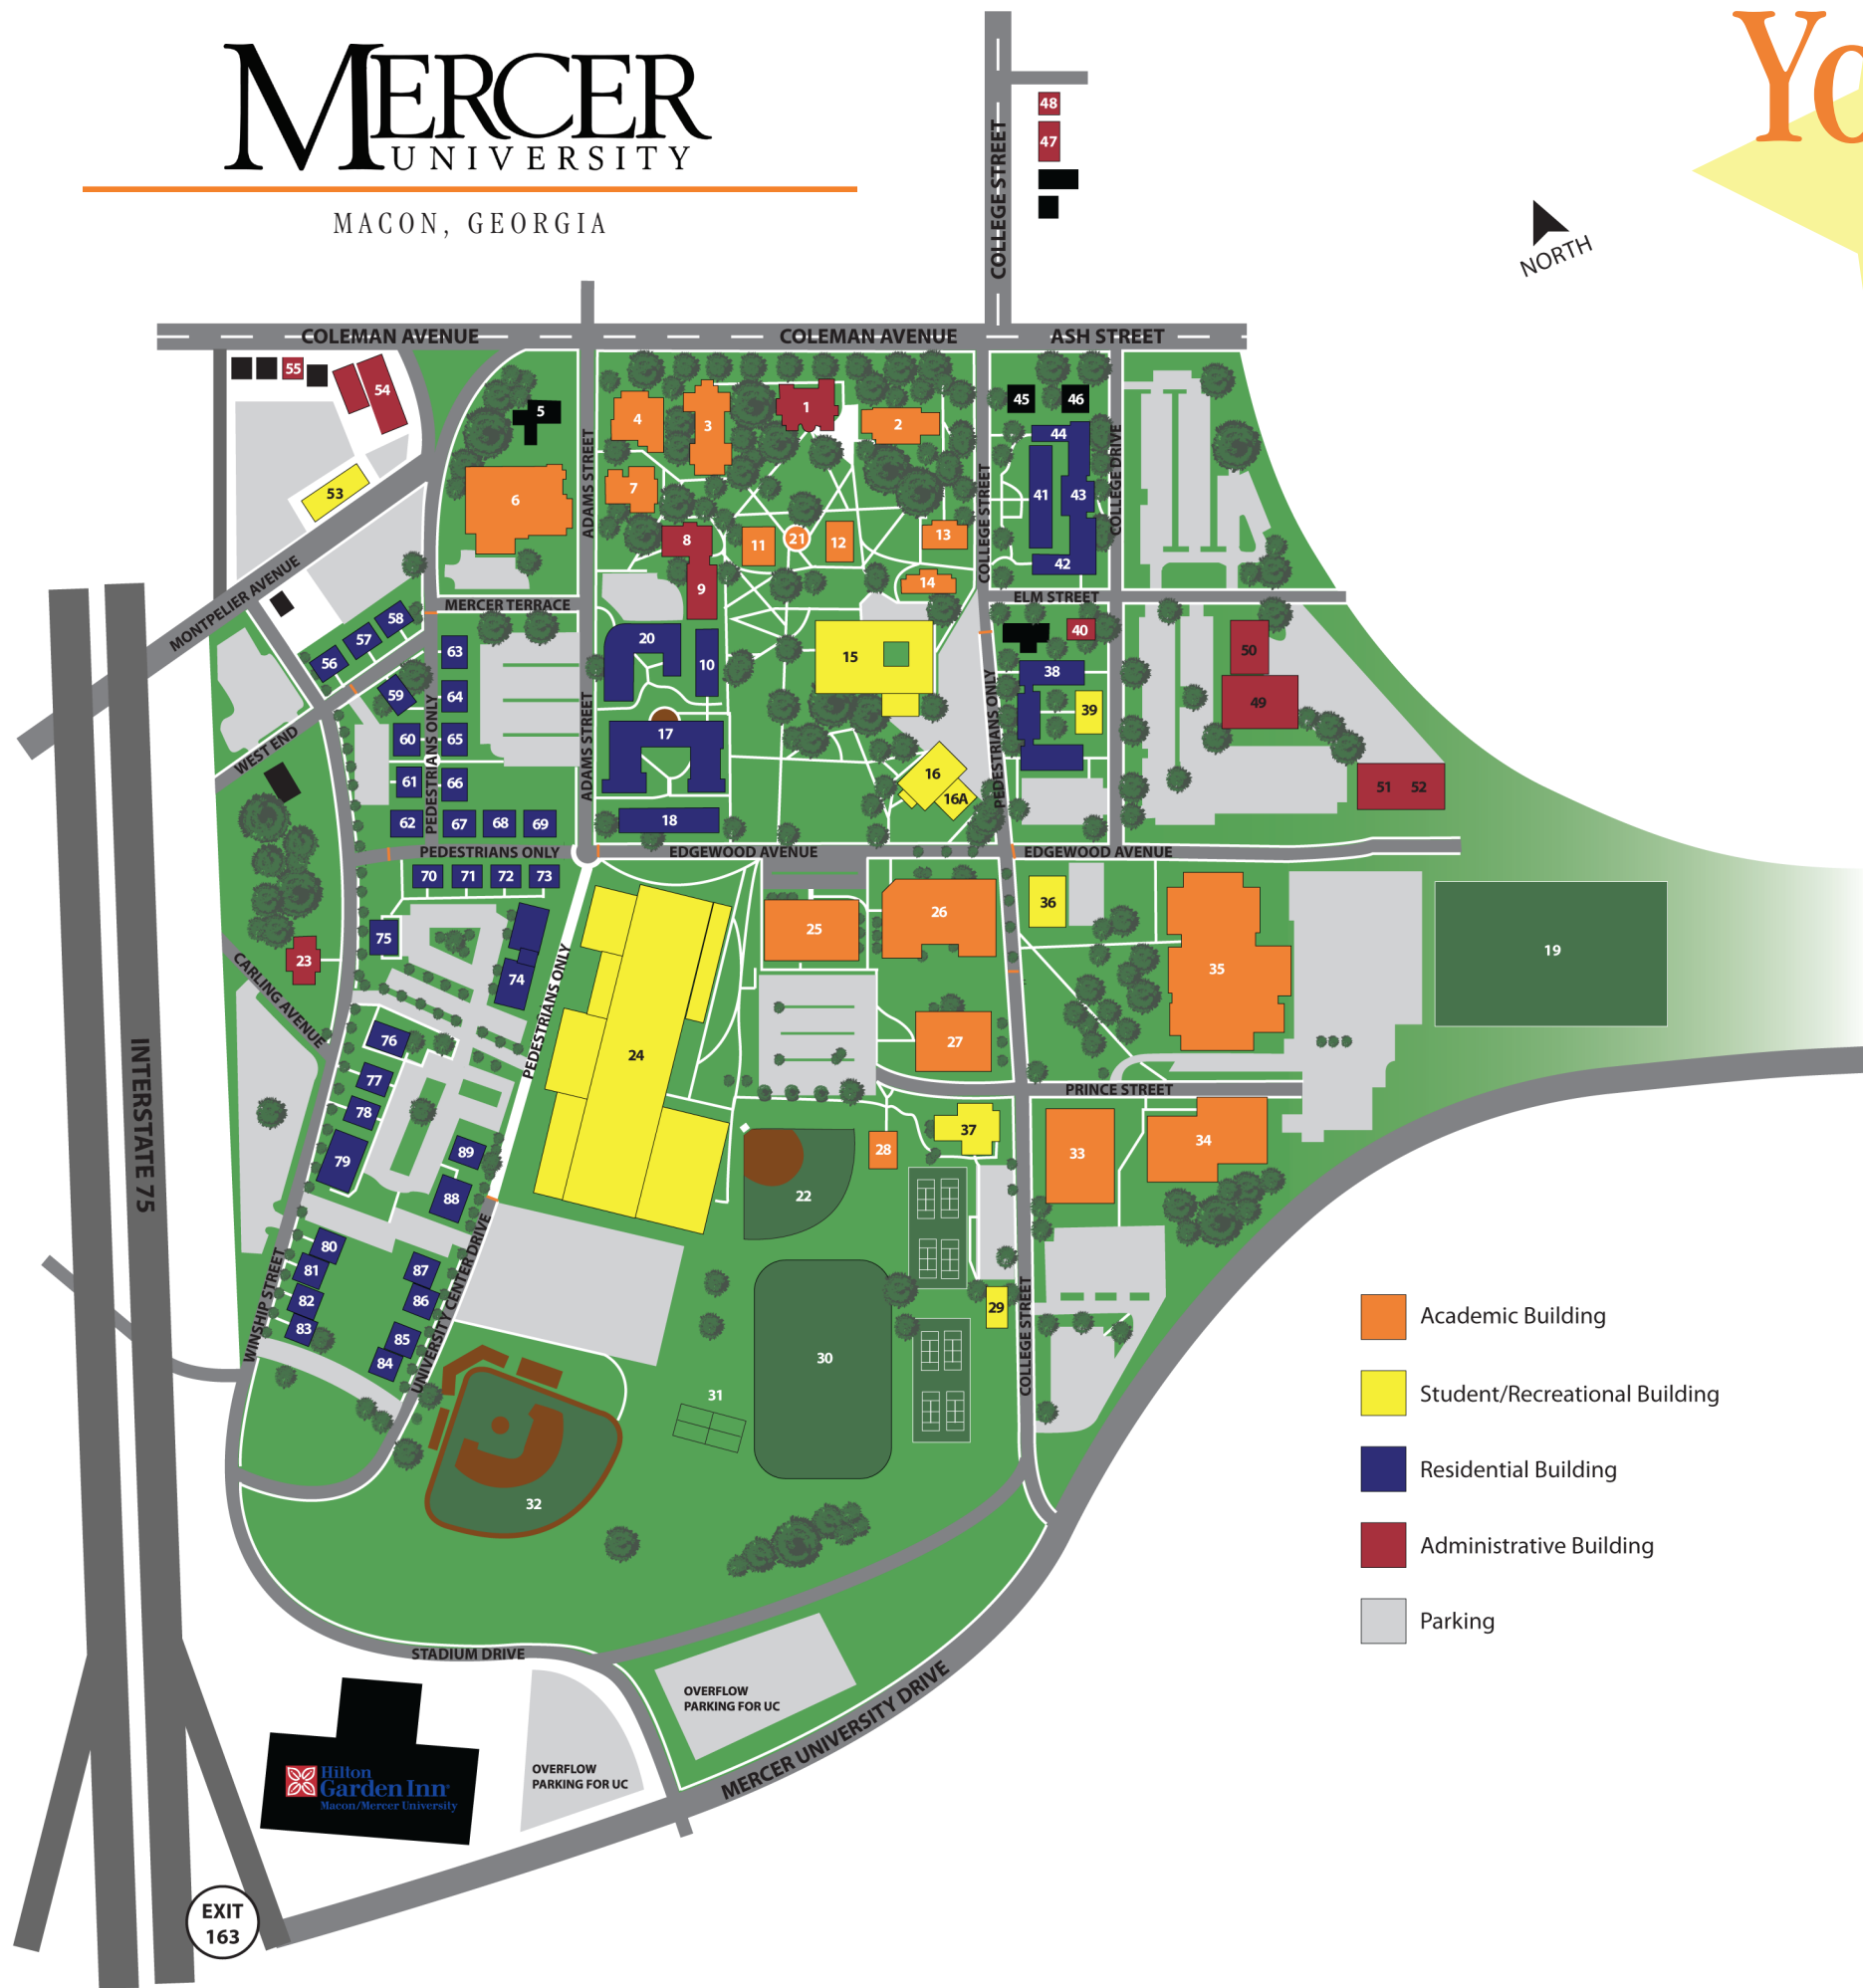 MERCER
UNIVERSITY
MACON, GEORGIA
Yo
NORTH
COLLEGE STREET
48
47
COLEMAN AVENUE
COLEMAN AVENUE
ASH STREET
55
54
5
4
3
1
2
45
46
44
53
6
7
41
43
ADAMS STREET
COLLEGE STREET
COLLEGE DRIVE
8
11
21
12
13
42
9
14
MONTPELIER AVENUE
MERCER TERRACE
ELM STREET
58
57
56
63
20
10
15
40
50
59
64
38
49
PEDESTRIANS ONLY
ADAMS STREET
PEDESTRIANS ONLY
39
WEST END
60
65
17
61
66
16
16A
51
52
62
67
68
69
18
PEDESTRIANS ONLY
EDGEWOOD AVENUE
EDGEWOOD AVENUE
70
71
72
73
36
25
26
75
19
23
74
35
CARLING AVENUE
PEDESTRIANS ONLY
INTERSTATE 75
76
24
27
77
PRINCE STREET
78
37
33
34
28
79
89
88
22
80
81
87
82
86
83
85
84
WINSHIP STREET
UNIVERSITY CENTER DRIVE
29
COLLEGE STREET
30
31
32
Academic Building
Student/Recreational Building
Residential Building
Administrative Building
Parking
STADIUM DRIVE
OVERFLOW
PARKING FOR UC
MERCER UNIVERSITY DRIVE
Hilton
Garden Inn
Macon/Mercer University
OVERFLOW
PARKING FOR UC
EXIT
163